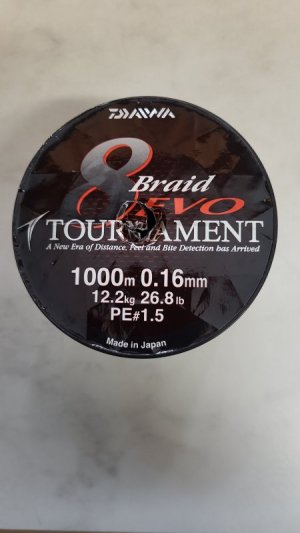 DAIWA
8 Braid
EVO
TOURNAMENT
A New Era of Distance, Feel and Bite Detection has Arrived
1000m 0.16mm
12.2kg 26.8lb
PE#1.5
Made in Japan